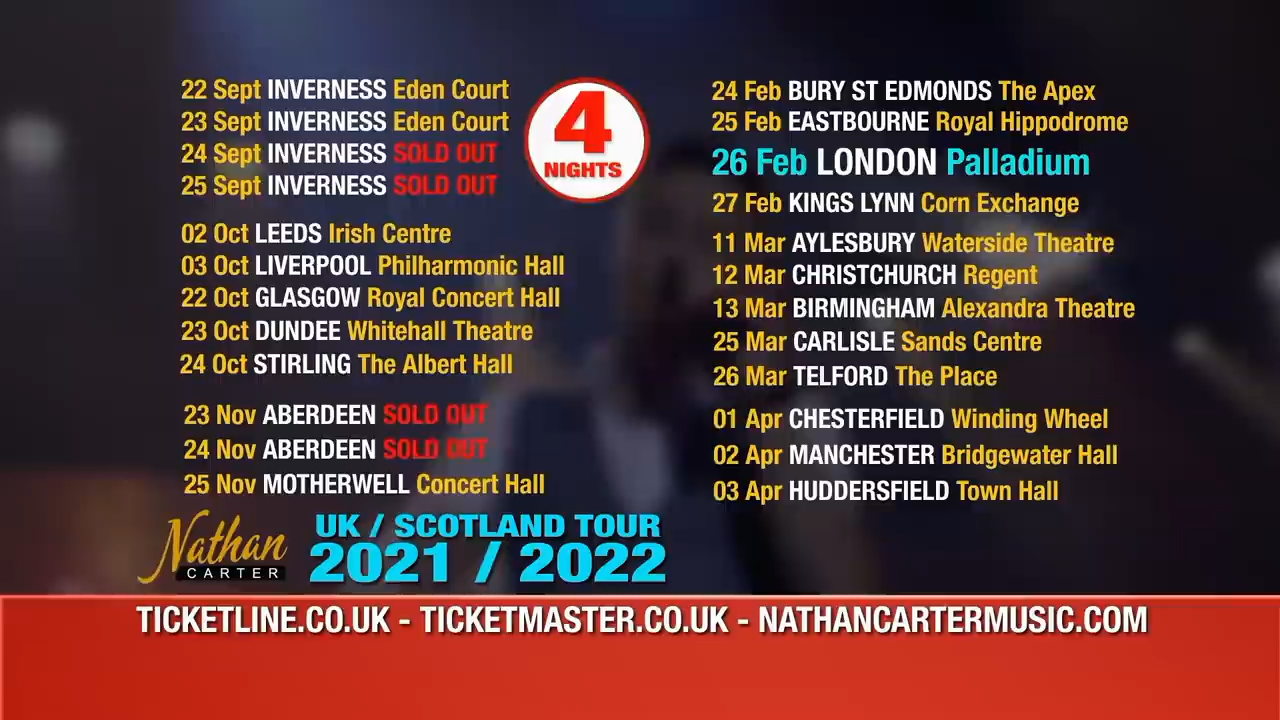 22 Sept INVERNESS Eden Court
23 Sept INVERNESS Eden Court
24 Sept INVERNESS SOLD OUT
25 Sept INVERNESS SOLD OUT
4
NIGHTS
02 Oct LEEDS Irish Centre
03 Oct LIVERPOOL Philharmonic Hall
22 Oct GLASGOW Royal Concert Hall
23 Oct DUNDEE Whitehall Theatre
24 Oct STIRLING The Albert Hall
23 Nov ABERDEEN SOLD OUT
24 Nov ABERDEEN SOLD OUT
25 Nov MOTHERWELL Concert Hall
24 Feb BURY ST EDMONDS The Apex
25 Feb EASTBOURNE Royal Hippodrome
26 Feb LONDON Palladium
27 Feb KINGS LYNN Corn Exchange
11 Mar AYLESBURY Waterside Theatre
12 Mar CHRISTCHURCH Regent
13 Mar BIRMINGHAM Alexandra Theatre
25 Mar CARLISLE Sands Centre
26 Mar TELFORD The Place
01 Apr CHESTERFIELD Winding Wheel
02 Apr MANCHESTER Bridgewater Hall
03 Apr HUDDERSFIELD Town Hall
Nathan
CARTER
UK / SCOTLAND TOUR
2021 / 2022
TICKETLINE.CO.UK - TICKETMASTER.CO.UK - NATHANCARTERMUSIC.COM